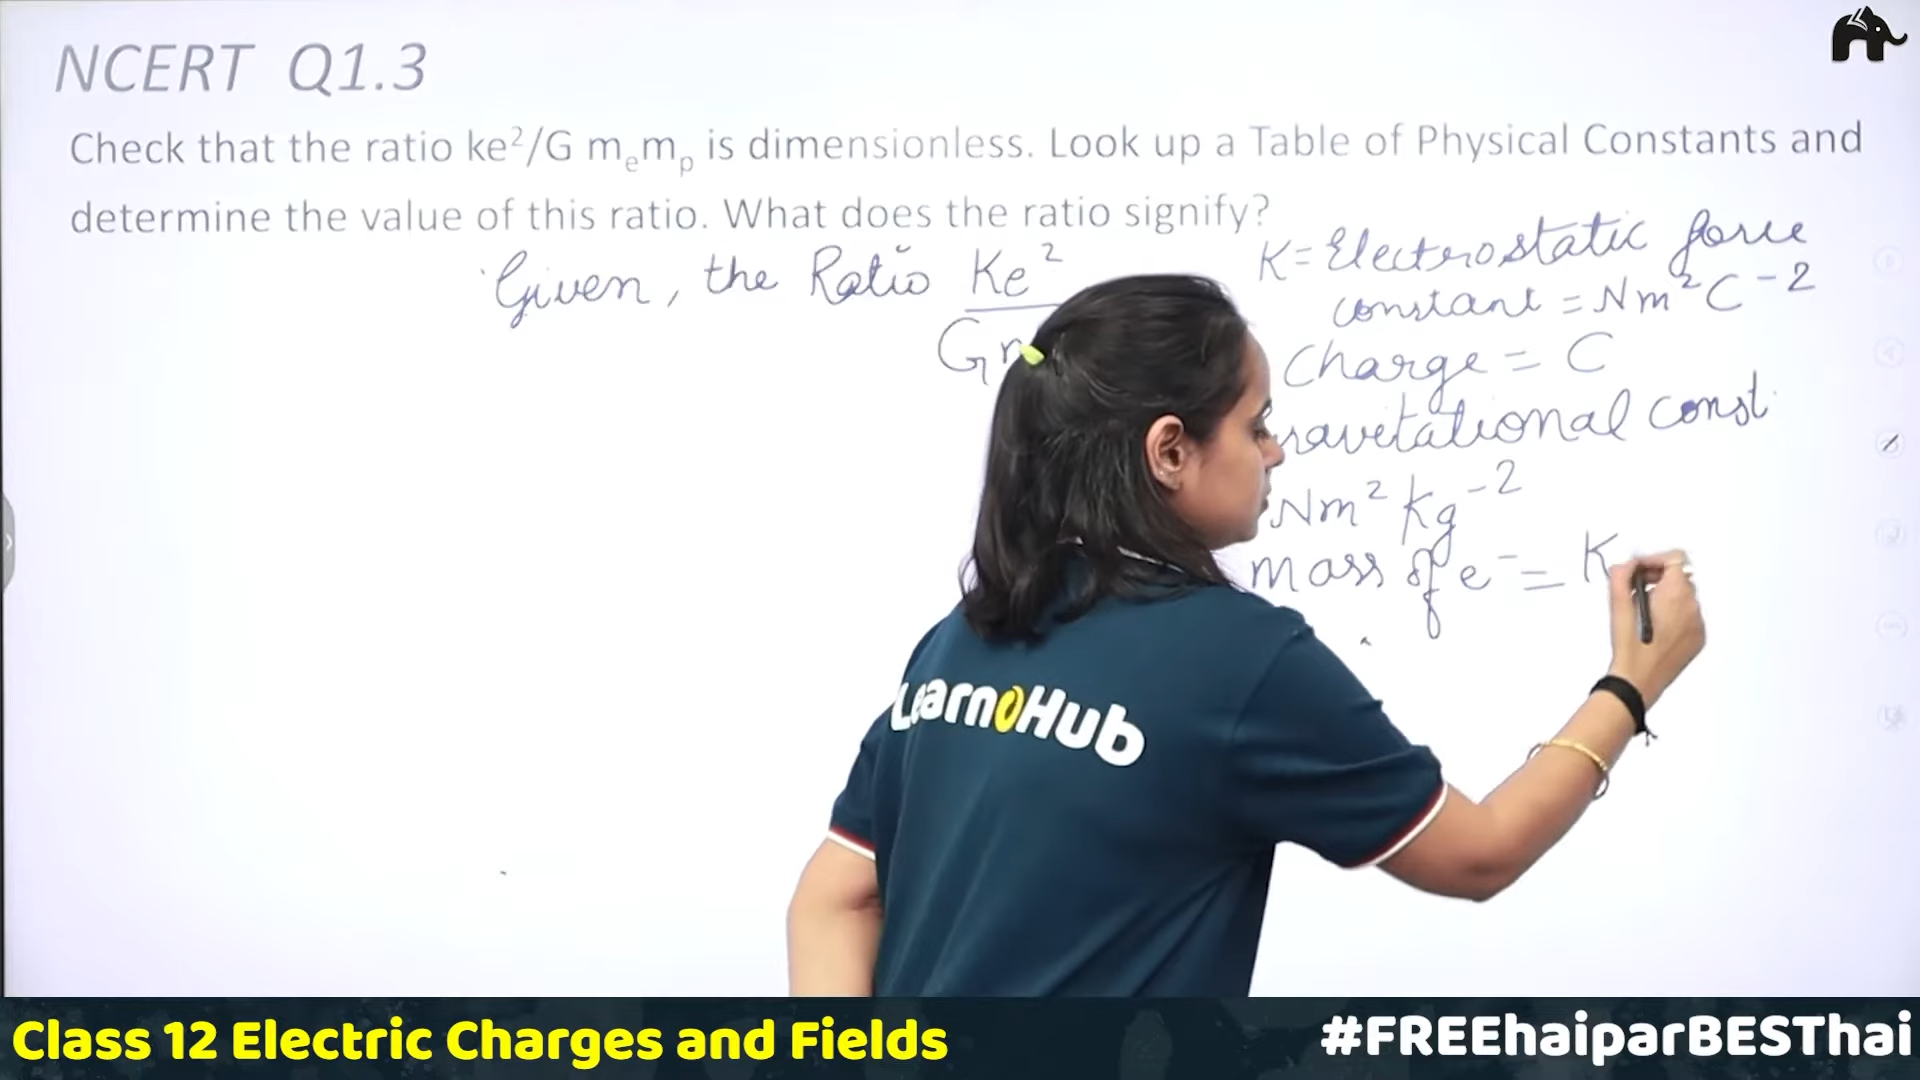 NCERT Q1.3
Check that the ratio ke²/G mₑmₚ is dimensionless. Look up a Table of Physical Constants and
determine the value of this ratio. What does the ratio signify?
Given, the Ratio Ke²
G
K = Electrostatic force
constant = Nm²C⁻²
Charge = C
ravitational const.
Nm² Kg⁻²
mass of e⁻ = K
LearnoHub
Class 12 Electric Charges and Fields
#FREEhaiparBESThai